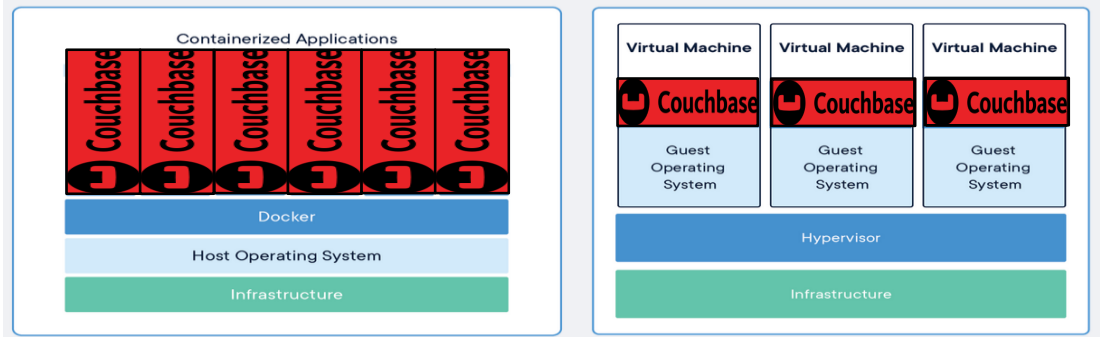 Containerized Applications
Couchbase
Couchbase
Couchbase
Couchbase
Couchbase
Couchbase
Docker
Host Operating System
Infrastructure
Virtual Machine
Couchbase
Guest
Operating
System
Virtual Machine
Couchbase
Guest
Operating
System
Virtual Machine
Couchbase
Guest
Operating
System
Hypervisor
Infrastructure